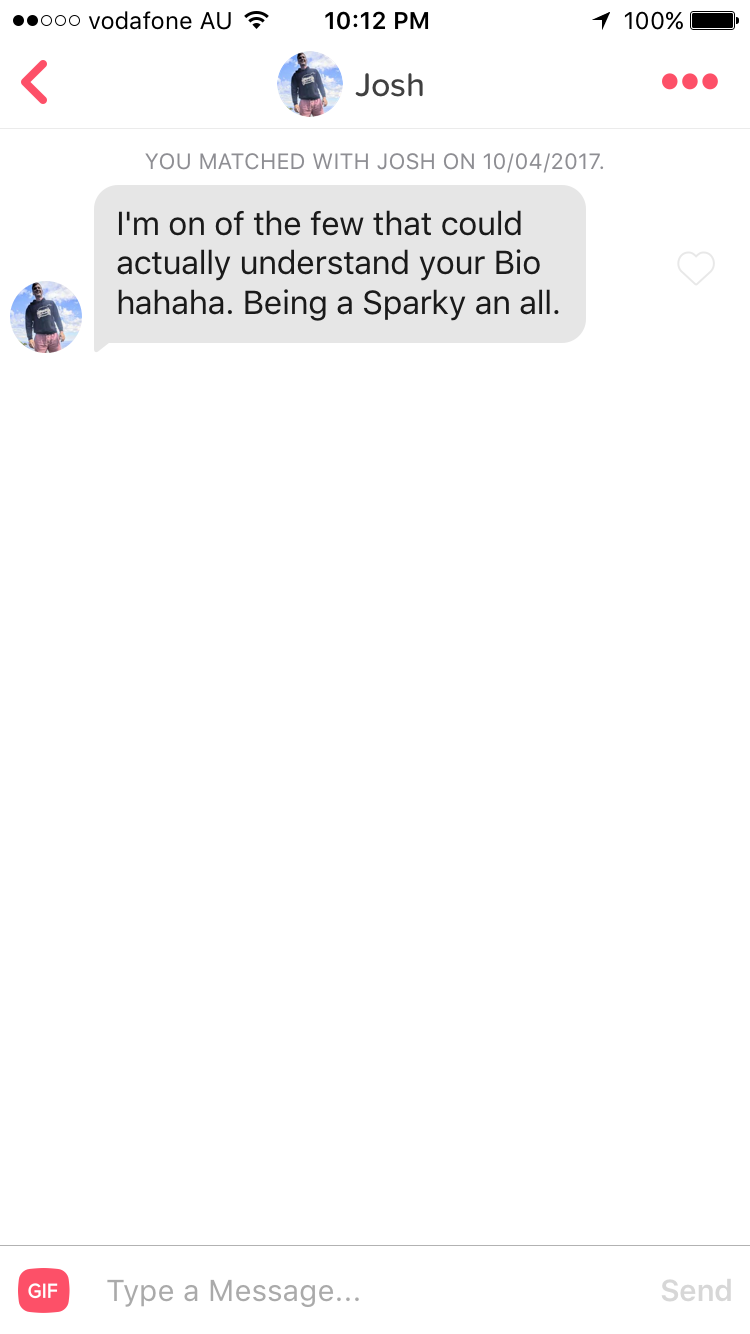 vodafone AU 10:12 PM 100%
Josh
YOU MATCHED WITH JOSH ON 10/04/2017.
I'm on of the few that could
actually understand your Bio
hahaha. Being a Sparky an all.
GIF Type a Message... Send